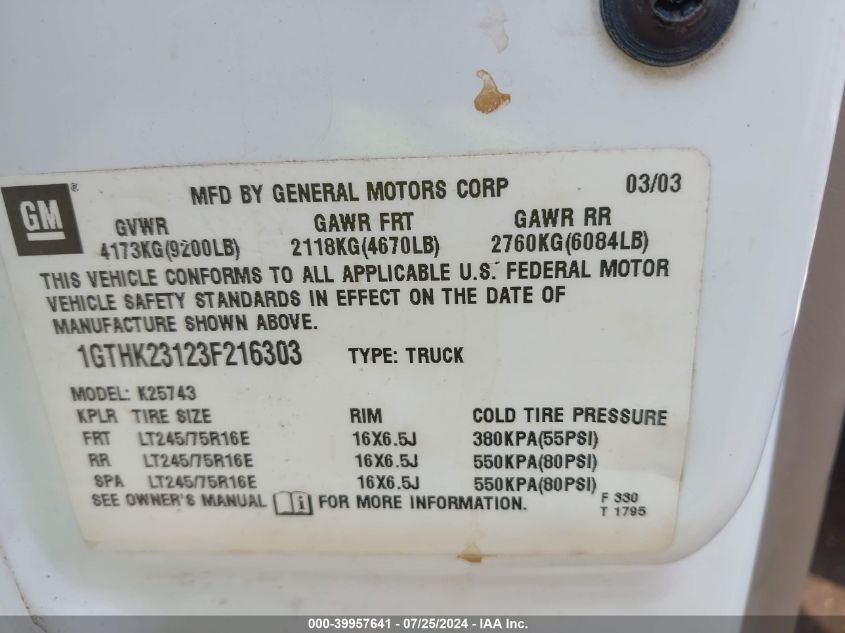 MFD BY GENERAL MOTORS CORP 03/03
GM ®
GVWR GAWR FRT GAWR RR
4173KG(9200LB) 2118KG(4670LB) 2760KG(6084LB)
THIS VEHICLE CONFORMS TO ALL APPLICABLE U.S. FEDERAL MOTOR
VEHICLE SAFETY STANDARDS IN EFFECT ON THE DATE OF
MANUFACTURE SHOWN ABOVE.
1GTHK23123F216303 TYPE: TRUCK
MODEL: K25743
KPLR TIRE SIZE RIM COLD TIRE PRESSURE
FRT LT245/75R16E 16X6.5J 380KPA(55PSI)
RR LT245/75R16E 16X6.5J 550KPA(80PSI)
SPA LT245/75R16E 16X6.5J 550KPA(80PSI)
SEE OWNER'S MANUAL i FOR MORE INFORMATION.
F 330
T 1795
000-39957641 - 07/25/2024 - IAA Inc.